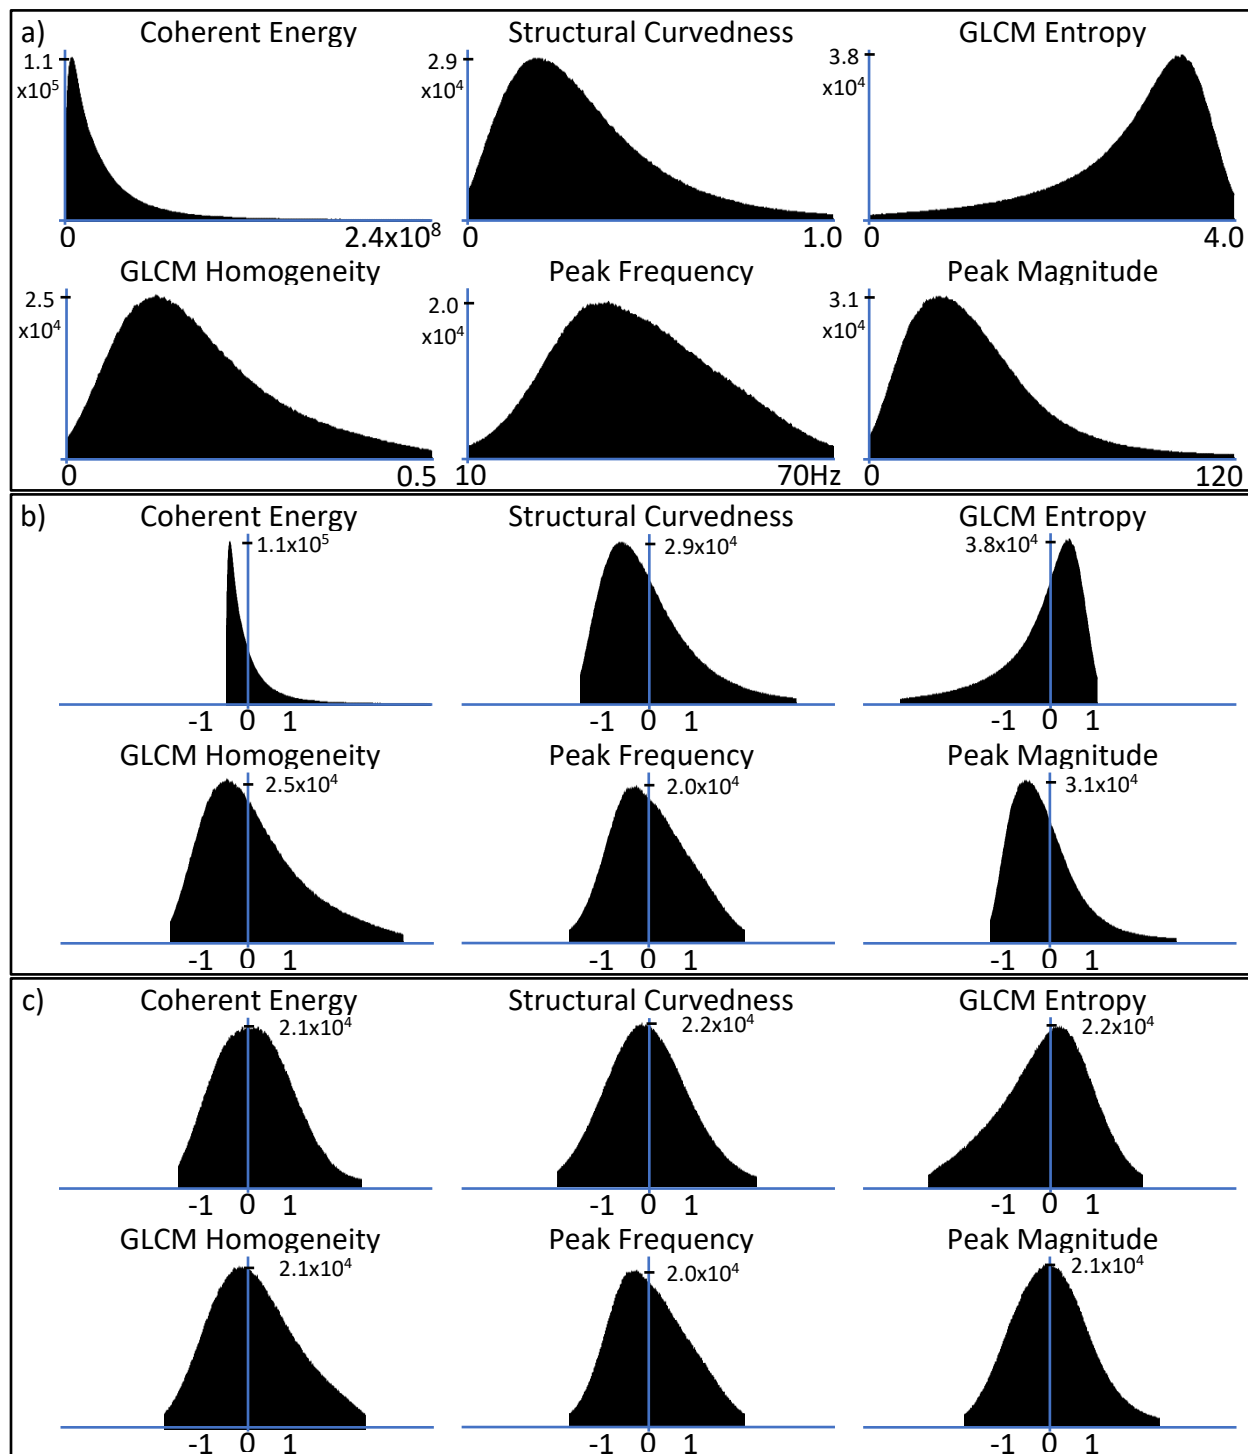 a)
Coherent Energy
Structural Curvedness
GLCM Entropy
1.1
x10⁵
2.9
x10⁴
3.8
x10⁴
0
2.4x10⁸
0
1.0
0
4.0
GLCM Homogeneity
Peak Frequency
Peak Magnitude
2.5
x10⁴
2.0
x10⁴
3.1
x10⁴
0
0.5
10
70Hz
0
120
b)
Coherent Energy
Structural Curvedness
GLCM Entropy
1.1x10⁵
2.9x10⁴
3.8x10⁴
-1 0 1
-1 0 1
-1 0 1
GLCM Homogeneity
Peak Frequency
Peak Magnitude
2.5x10⁴
2.0x10⁴
3.1x10⁴
-1 0 1
-1 0 1
-1 0 1
c)
Coherent Energy
Structural Curvedness
GLCM Entropy
2.1x10⁴
2.2x10⁴
2.2x10⁴
-1 0 1
-1 0 1
-1 0 1
GLCM Homogeneity
Peak Frequency
Peak Magnitude
2.1x10⁴
2.0x10⁴
2.1x10⁴
-1 0 1
-1 0 1
-1 0 1